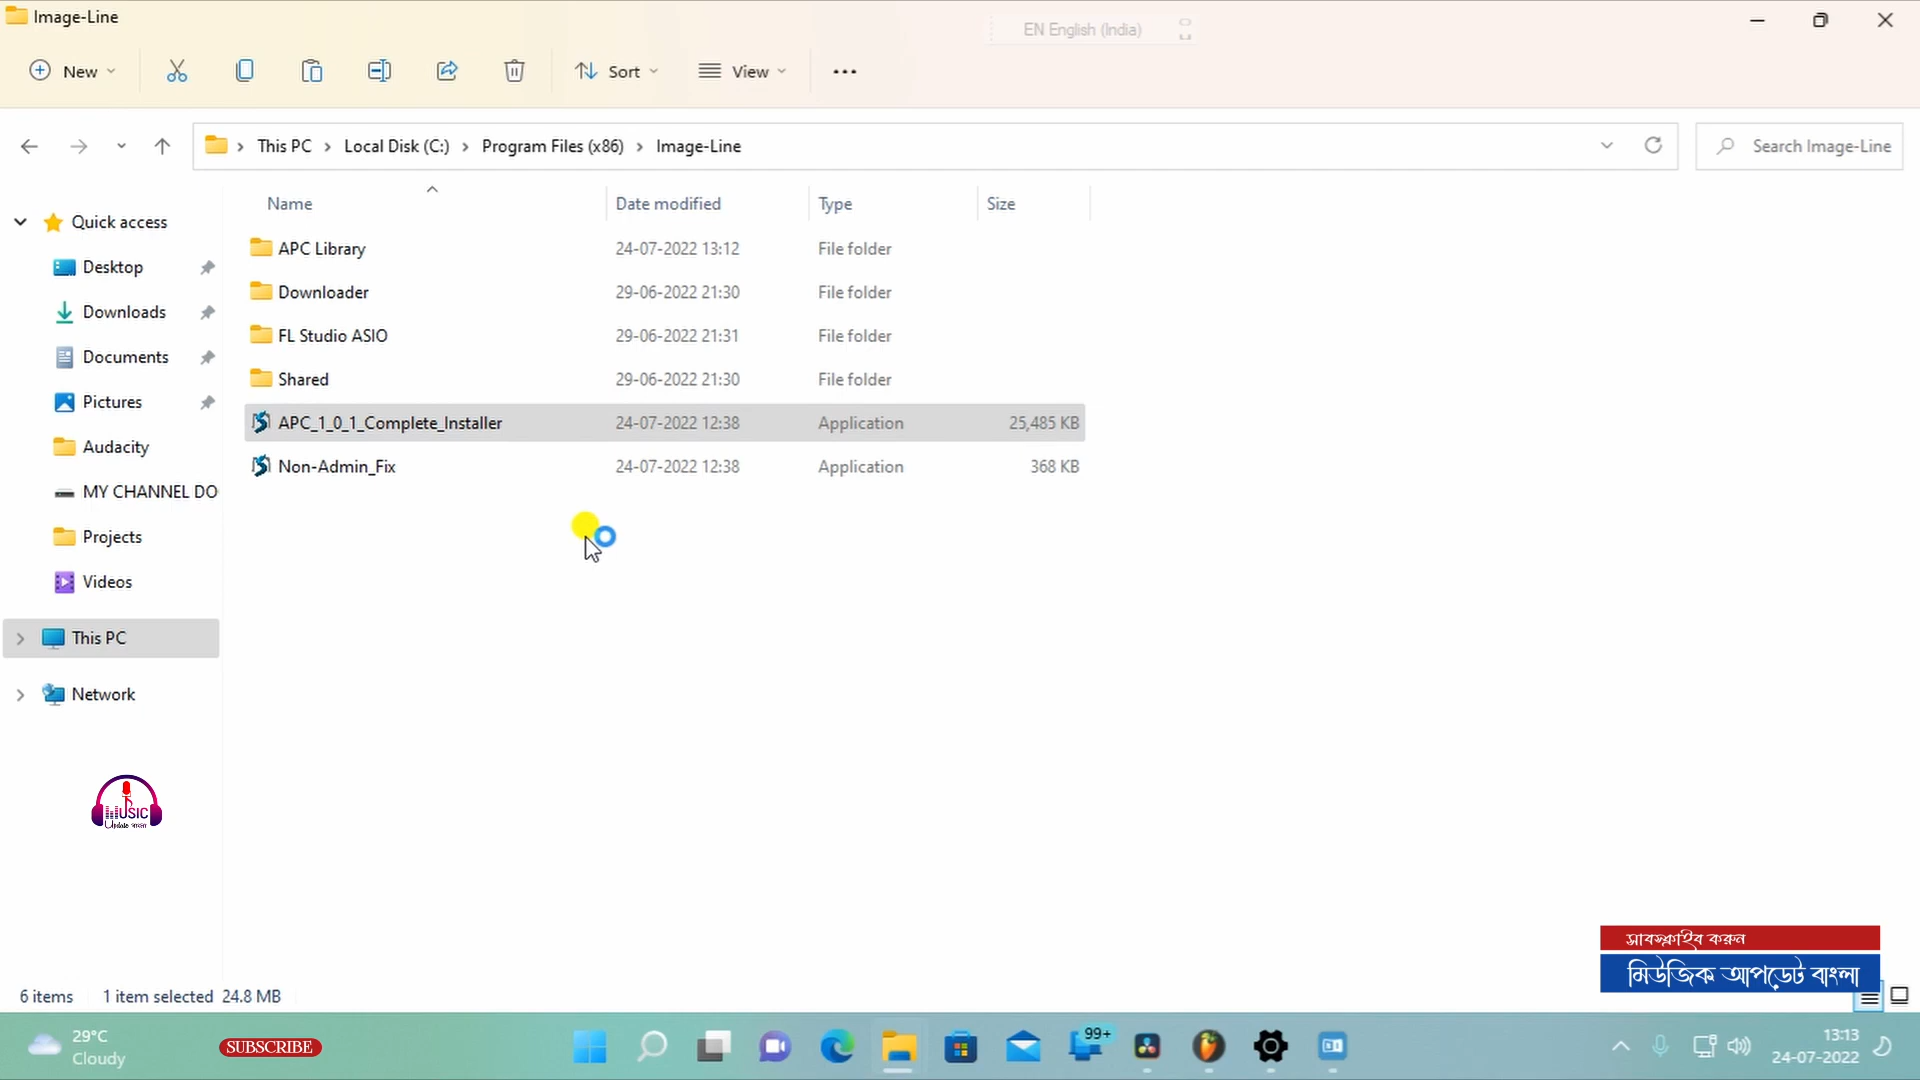 Image-Line
EN English (India)
New
Sort
View
This PC
Local Disk (C:)
Program Files (x86)
Image-Line
Search Image-Line
Name
Date modified
Type
Size
Quick access
Desktop
Downloads
Documents
Pictures
Audacity
MY CHANNEL DO
Projects
Videos
This PC
Network
APC Library 24-07-2022 13:12 File folder
Downloader 29-06-2022 21:30 File folder
FL Studio ASIO 29-06-2022 21:31 File folder
Shared 29-06-2022 21:30 File folder
APC_1_0_1_Complete_Installer 24-07-2022 12:38 Application 25,485 KB
Non-Admin_Fix 24-07-2022 12:38 Application 368 KB
MUSIC
Update বাংলা
সাবস্ক্রাইব করুন
মিউজিক আপডেট বাংলা
6 items
1 item selected 24.8 MB
29°C
Cloudy
SUBSCRIBE
99+
13:13
24-07-2022